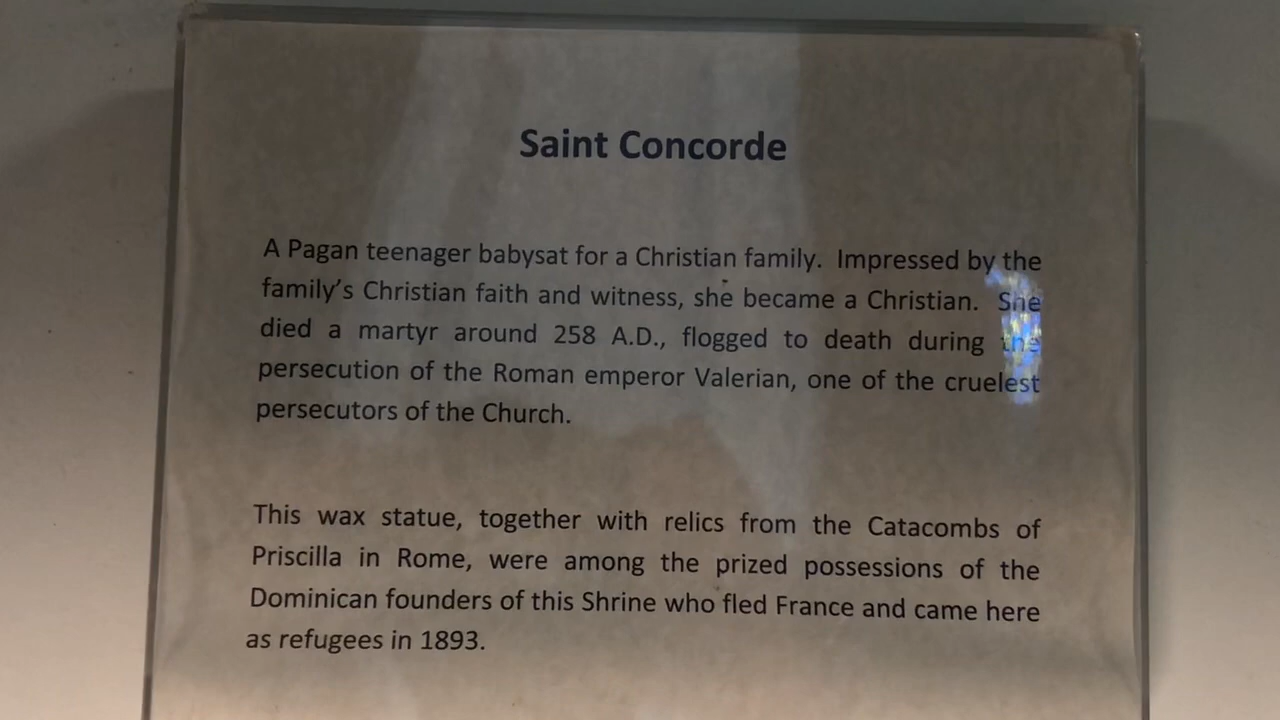 Saint Concorde
A Pagan teenager babysat for a Christian family. Impressed by the
family's Christian faith and witness, she became a Christian. She
died a martyr around 258 A.D., flogged to death during the
persecution of the Roman emperor Valerian, one of the cruelest
persecutors of the Church.
This wax statue, together with relics from the Catacombs of
Priscilla in Rome, were among the prized possessions of the
Dominican founders of this Shrine who fled France and came here
as refugees in 1893.